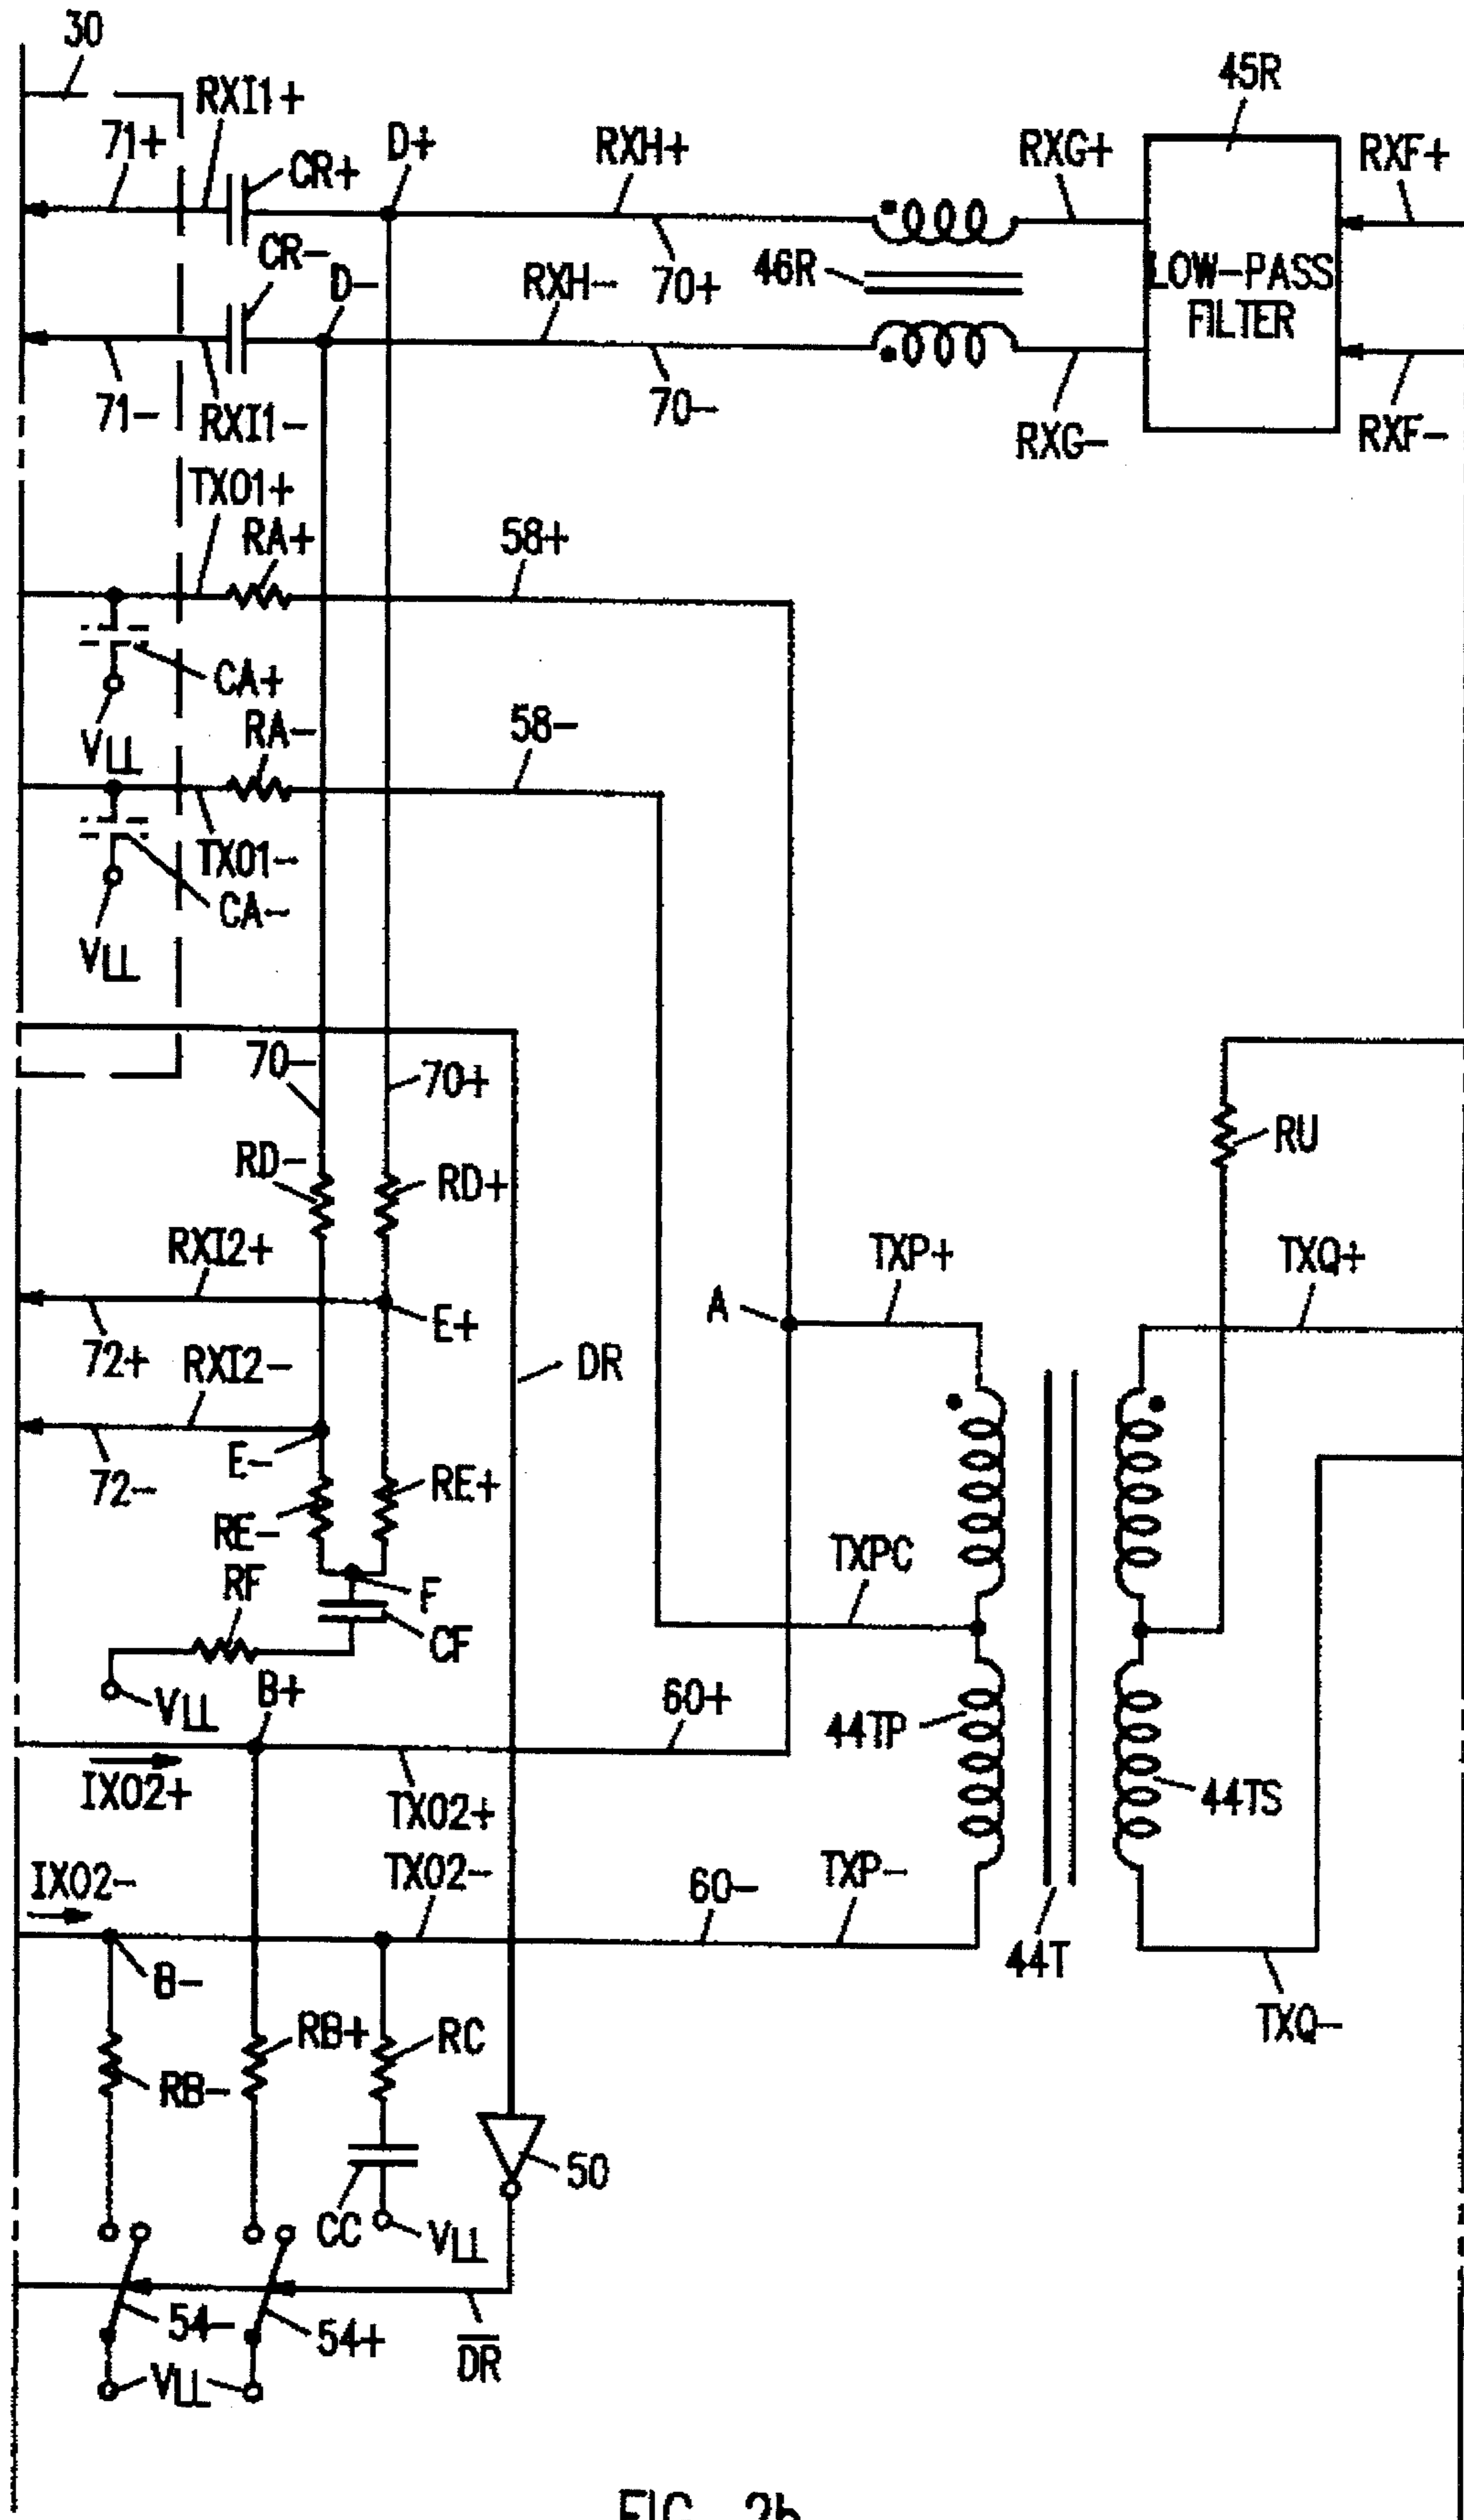 30
45R
RXI1+
71+
D+
RXH+
RXG+
RXF+
CR+
CR-
D-
RXH-
70+
46R
LOW-PASS
FILTER
71-
RXI1-
70-
RXG-
RXF-
TX01+
RA+
58+
CA+
RA-
58-
VLL
TX01-
CA-
VLL
70-
70+
RU
RD-
RD+
RXI2+
TXP+
TXQ+
A
E+
72+
RXI2-
DR
E-
72-
RE+
RE-
TXPC
RF
F
CF
B+
VLL
60+
44TP
IX02+
TX02+
44TS
IX02-
TX02-
60-
TXP-
B-
44T
TXQ-
RB+
RC
RB-
50
CC
VLL
54-
54+
DR
VLL
FIG. 2b